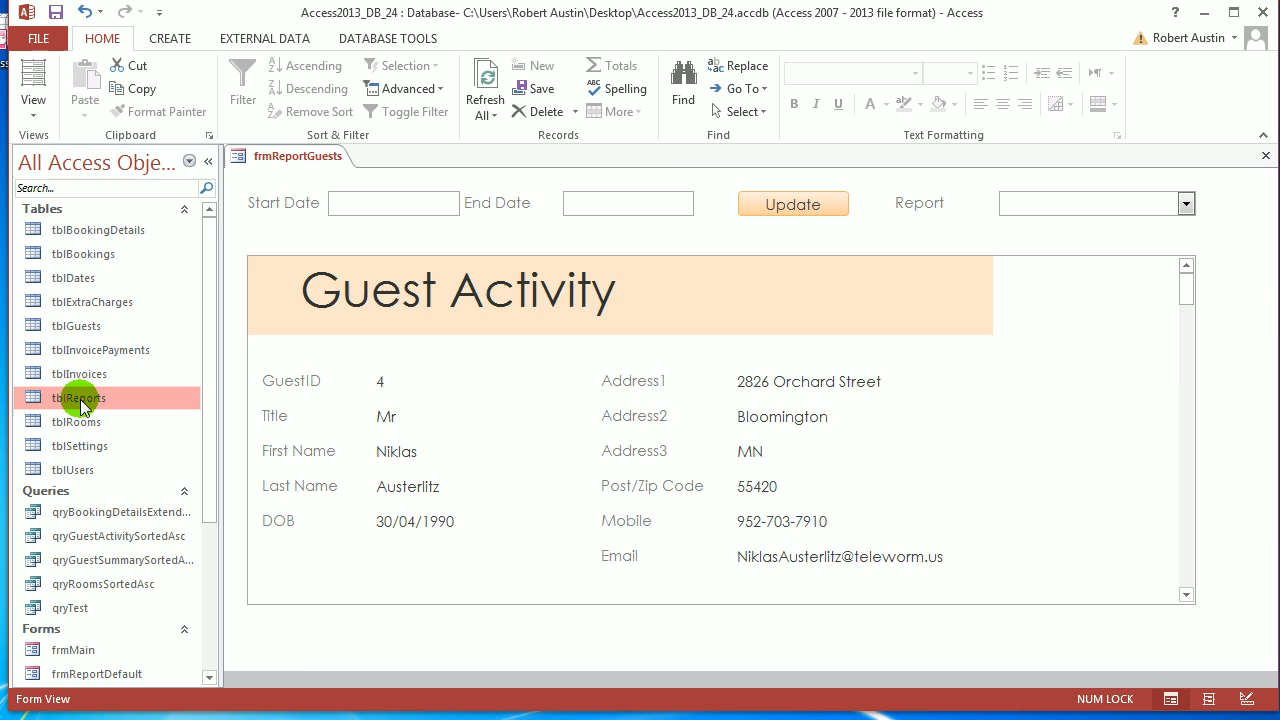 Access2013_DB_24 : Database- C:\Users\Robert Austin\Desktop\Access2013_DB_24.accdb (Access 2007 - 2013 file format) - Access
FILE HOME CREATE EXTERNAL DATA DATABASE TOOLS Robert Austin
View
Views
Paste
Cut
Copy
Format Painter
Clipboard
Filter
Ascending
Descending
Remove Sort
Selection
Advanced
Toggle Filter
Sort & Filter
Refresh
All
New
Save
Delete
Totals
Spelling
More
Records
Find
Replace
Go To
Select
Find
B I U A
Text Formatting
All Access Obje...
Search...
Tables
tblBookingDetails
tblBookings
tblDates
tblExtraCharges
tblGuests
tblInvoicePayments
tblInvoices
tblReports
tblRooms
tblSettings
tblUsers
Queries
qryBookingDetailsExtend...
qryGuestActivitySortedAsc
qryGuestSummarySortedA...
qryRoomsSortedAsc
qryTest
Forms
frmMain
frmReportDefault
frmReportGuests
Start Date End Date Update Report
Guest Activity
GuestID 4 Address1 2826 Orchard Street
Title Mr Address2 Bloomington
First Name Niklas Address3 MN
Last Name Austerlitz Post/Zip Code 55420
DOB 30/04/1990 Mobile 952-703-7910
Email NiklasAusterlitz@teleworm.us
Form View NUM LOCK